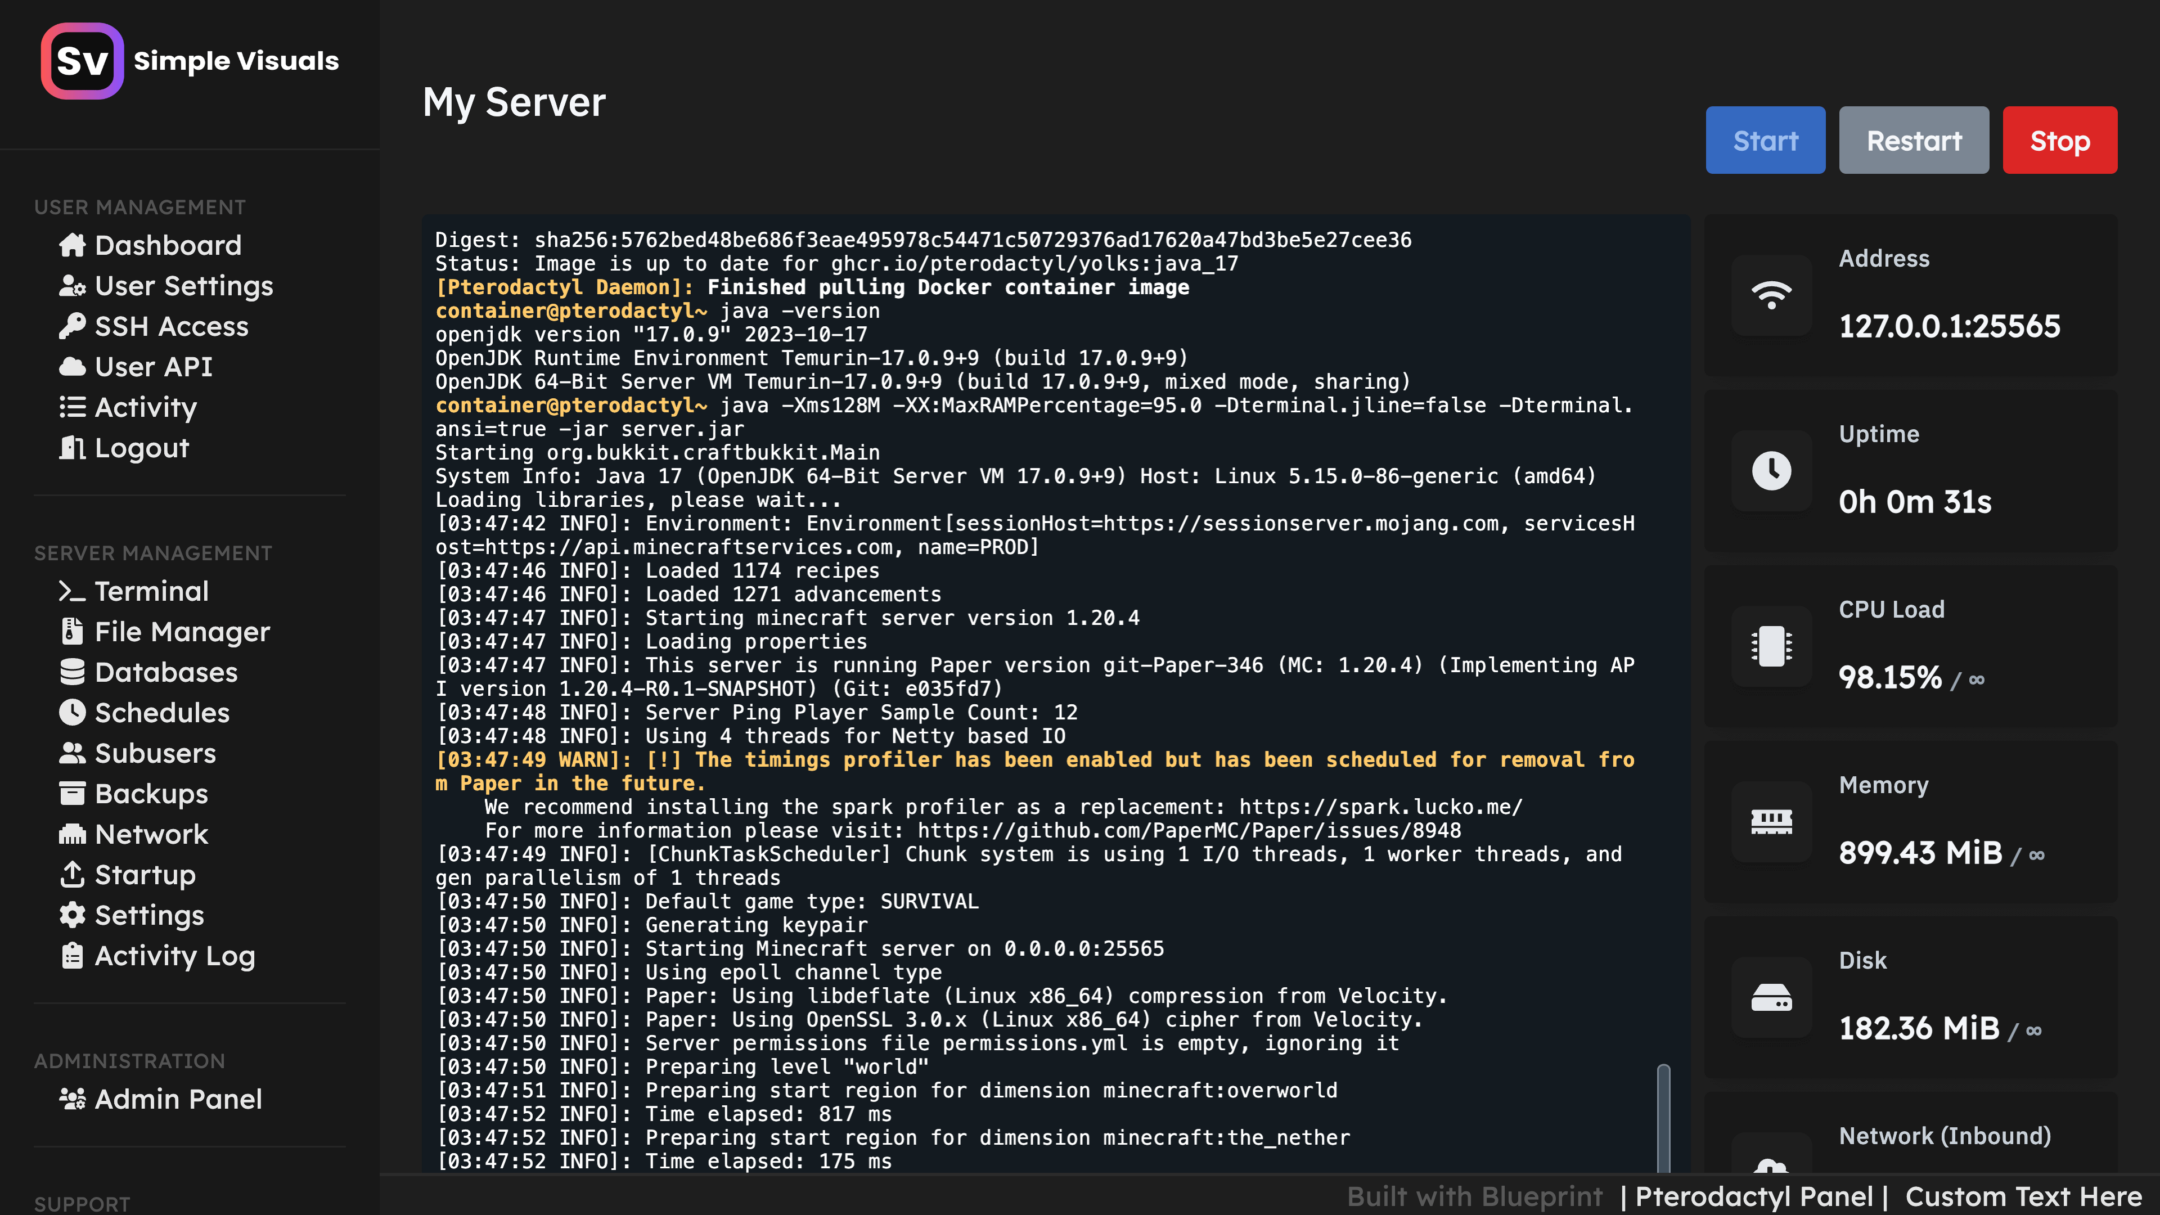 Sv Simple Visuals
USER MANAGEMENT
Dashboard
User Settings
SSH Access
User API
Activity
Logout
SERVER MANAGEMENT
Terminal
File Manager
Databases
Schedules
Subusers
Backups
Network
Startup
Settings
Activity Log
ADMINISTRATION
Admin Panel
SUPPORT
My Server
Start Restart Stop
Digest: sha256:5762bed48be686f3eae495978c54471c50729376ad17620a47bd3be5e27cee36
Status: Image is up to date for ghcr.io/pterodactyl/yolks:java_17
[Pterodactyl Daemon]: Finished pulling Docker container image
container@pterodactyl~ java -version
openjdk version "17.0.9" 2023-10-17
OpenJDK Runtime Environment Temurin-17.0.9+9 (build 17.0.9+9)
OpenJDK 64-Bit Server VM Temurin-17.0.9+9 (build 17.0.9+9, mixed mode, sharing)
container@pterodactyl~ java -Xms128M -XX:MaxRAMPercentage=95.0 -Dterminal.jline=false -Dterminal.
ansi=true -jar server.jar
Starting org.bukkit.craftbukkit.Main
System Info: Java 17 (OpenJDK 64-Bit Server VM 17.0.9+9) Host: Linux 5.15.0-86-generic (amd64)
Loading libraries, please wait...
[03:47:42 INFO]: Environment: Environment[sessionHost=https://sessionserver.mojang.com, servicesH
ost=https://api.minecraftservices.com, name=PROD]
[03:47:46 INFO]: Loaded 1174 recipes
[03:47:46 INFO]: Loaded 1271 advancements
[03:47:47 INFO]: Starting minecraft server version 1.20.4
[03:47:47 INFO]: Loading properties
[03:47:47 INFO]: This server is running Paper version git-Paper-346 (MC: 1.20.4) (Implementing AP
I version 1.20.4-R0.1-SNAPSHOT) (Git: e035fd7)
[03:47:48 INFO]: Server Ping Player Sample Count: 12
[03:47:48 INFO]: Using 4 threads for Netty based IO
[03:47:49 WARN]: [!] The timings profiler has been enabled but has been scheduled for removal fro
m Paper in the future.
We recommend installing the spark profiler as a replacement: https://spark.lucko.me/
For more information please visit: https://github.com/PaperMC/Paper/issues/8948
[03:47:49 INFO]: [ChunkTaskScheduler] Chunk system is using 1 I/O threads, 1 worker threads, and
gen parallelism of 1 threads
[03:47:50 INFO]: Default game type: SURVIVAL
[03:47:50 INFO]: Generating keypair
[03:47:50 INFO]: Starting Minecraft server on 0.0.0.0:25565
[03:47:50 INFO]: Using epoll channel type
[03:47:50 INFO]: Paper: Using libdeflate (Linux x86_64) compression from Velocity.
[03:47:50 INFO]: Paper: Using OpenSSL 3.0.x (Linux x86_64) cipher from Velocity.
[03:47:50 INFO]: Server permissions file permissions.yml is empty, ignoring it
[03:47:50 INFO]: Preparing level "world"
[03:47:51 INFO]: Preparing start region for dimension minecraft:overworld
[03:47:52 INFO]: Time elapsed: 817 ms
[03:47:52 INFO]: Preparing start region for dimension minecraft:the_nether
[03:47:52 INFO]: Time elapsed: 175 ms
Address
127.0.0.1:25565
Uptime
0h 0m 31s
CPU Load
98.15% / ∞
Memory
899.43 MiB / ∞
Disk
182.36 MiB / ∞
Network (Inbound)
Built with Blueprint | Pterodactyl Panel | Custom Text Here